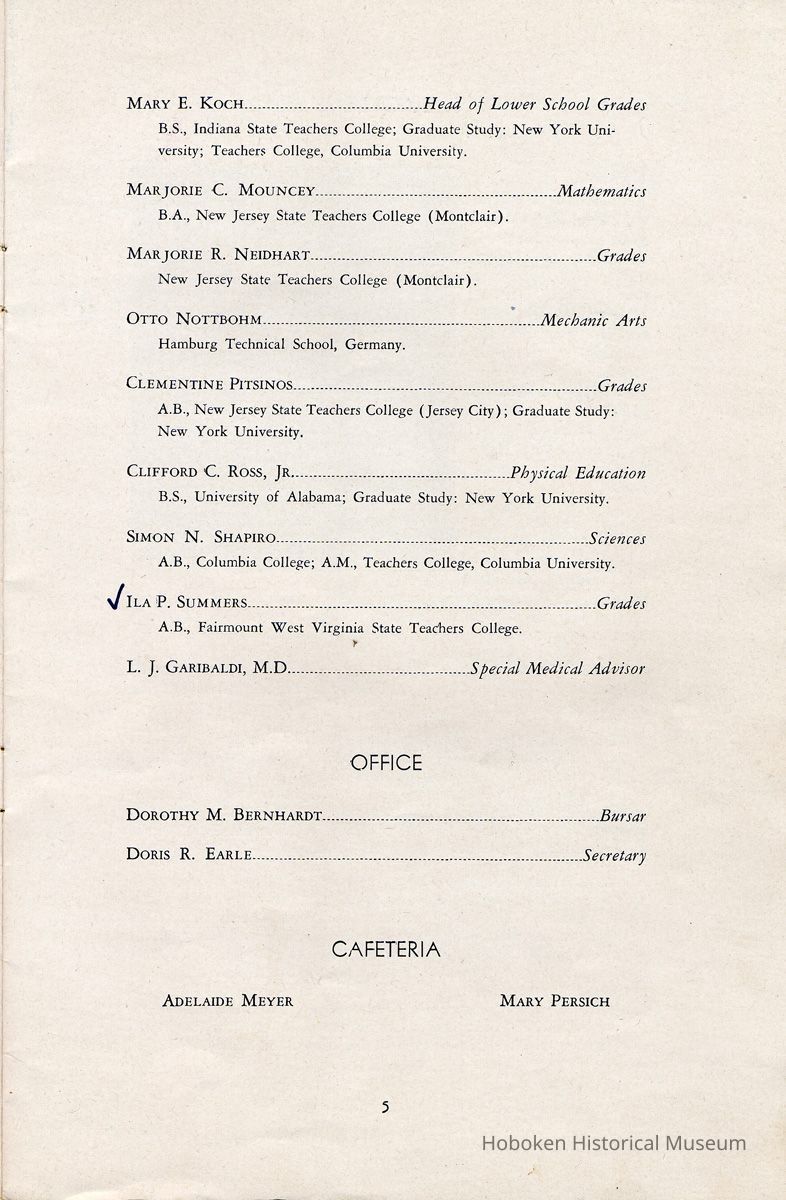 MARY E. KOCH........................................Head of Lower School Grades
B.S., Indiana State Teachers College; Graduate Study: New York Uni-
versity; Teachers College, Columbia University.
MARJORIE C. MOUNCEY........................................Mathematics
B.A., New Jersey State Teachers College (Montclair).
MARJORIE R. NEIDHART........................................Grades
New Jersey State Teachers College (Montclair).
OTTO NOTTBOHM........................................Mechanic Arts
Hamburg Technical School, Germany.
CLEMENTINE PITSINOS........................................Grades
A.B., New Jersey State Teachers College (Jersey City); Graduate Study:
New York University.
CLIFFORD C. ROSS, JR.........................................Physical Education
B.S., University of Alabama; Graduate Study: New York University.
SIMON N. SHAPIRO........................................Sciences
A.B., Columbia College; A.M., Teachers College, Columbia University.
✓ILA P. SUMMERS........................................Grades
A.B., Fairmount West Virginia State Teachers College.
L. J. GARIBALDI, M.D.........................................Special Medical Advisor
OFFICE
DOROTHY M. BERNHARDT........................................Bursar
DORIS R. EARLE........................................Secretary
CAFETERIA
ADELAIDE MEYER MARY PERSICH
5
Hoboken Historical Museum